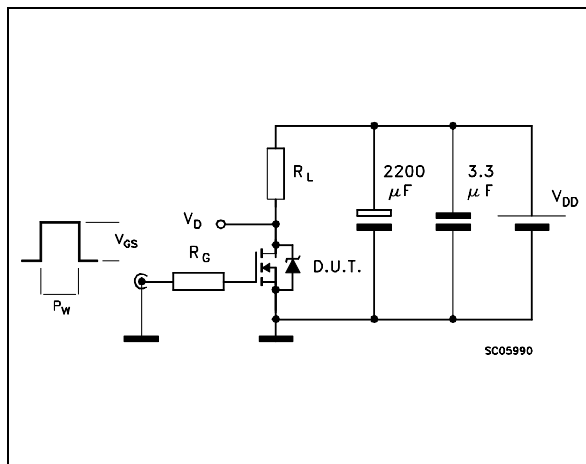 R_L
2200 µF
3.3 µF
V_DD
V_D
V_GS
R_G
D.U.T.
P_W
SC05990